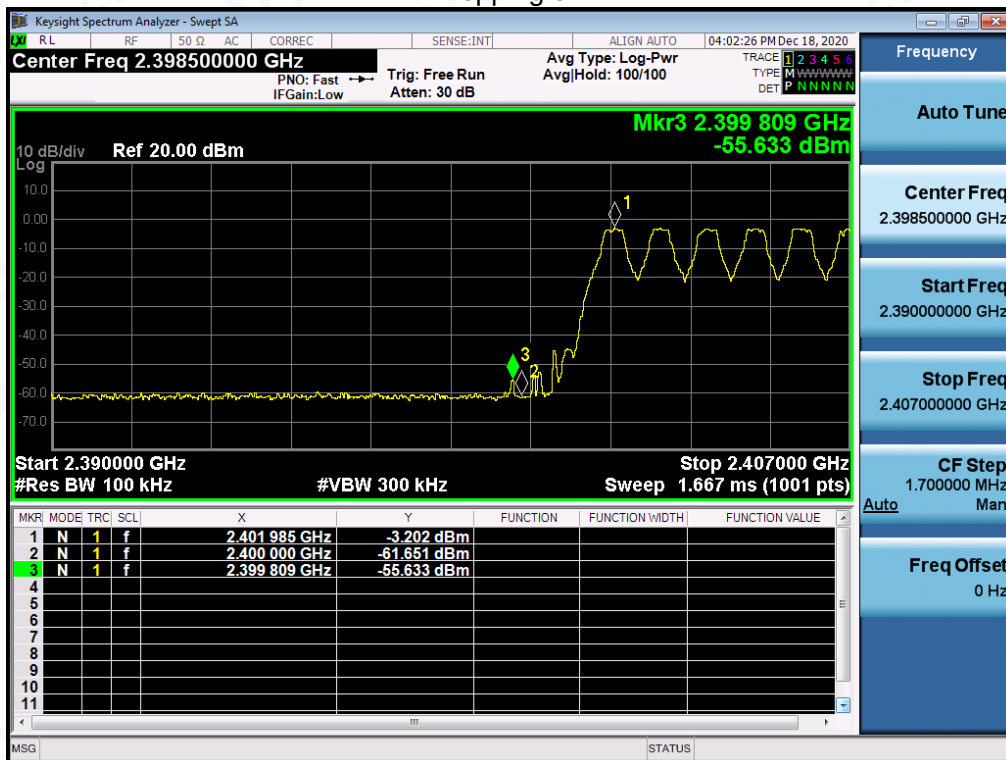 Keysight Spectrum Analyzer - Swept SA
LXI RL RF 50 Ω AC CORREC SENSE:INT ALIGN AUTO 04:02:26 PM Dec 18, 2020
Center Freq 2.398500000 GHz
PNO: Fast
IFGain:Low
Trig: Free Run
Atten: 30 dB
Avg Type: Log-Pwr
Avg|Hold: 100/100
TRACE 1 2 3 4 5 6
TYPE M WWWWW
DET P N N N N N
Mkr3 2.399 809 GHz
-55.633 dBm
10 dB/div Ref 20.00 dBm
Log
10.0
0.00
-10.0
-20.0
-30.0
-40.0
-50.0
-60.0
-70.0
1
3
2
Start 2.390000 GHz Stop 2.407000 GHz
#Res BW 100 kHz #VBW 300 kHz Sweep 1.667 ms (1001 pts)
MKR MODE TRC SCL X Y FUNCTION FUNCTION WIDTH FUNCTION VALUE
1 N 1 f 2.401 985 GHz -3.202 dBm
2 N 1 f 2.400 000 GHz -61.651 dBm
3 N 1 f 2.399 809 GHz -55.633 dBm
4
5
6
7
8
9
10
11
MSG STATUS
Frequency
Auto Tune
Center Freq
2.398500000 GHz
Start Freq
2.390000000 GHz
Stop Freq
2.407000000 GHz
CF Step
1.700000 MHz
Auto Man
Freq Offset
0 Hz